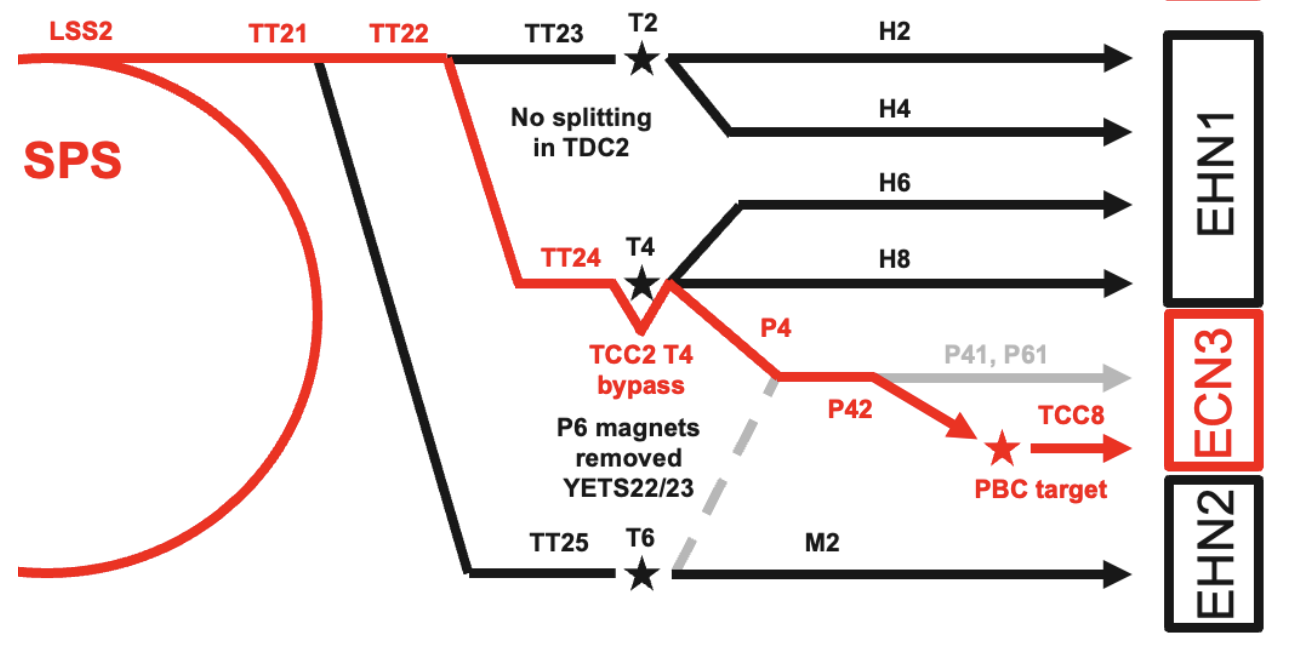 LSS2
TT21
TT22
TT23
T2
H2
No splitting
in TDC2
H4
SPS
H6
EHN1
TT24
T4
H8
TCC2 T4
bypass
P4
P41, P61
P42
TCC8
ECN3
P6 magnets
removed
YETS22/23
PBC target
TT25
T6
M2
EHN2